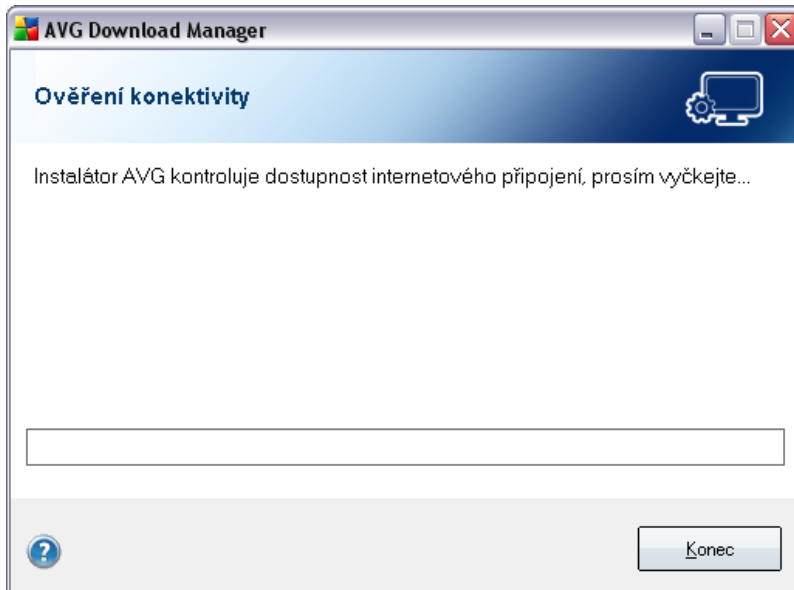 AVG Download Manager
Ověření konektivity
Instalátor AVG kontroluje dostupnost internetového připojení, prosím vyčkejte...
?
Konec